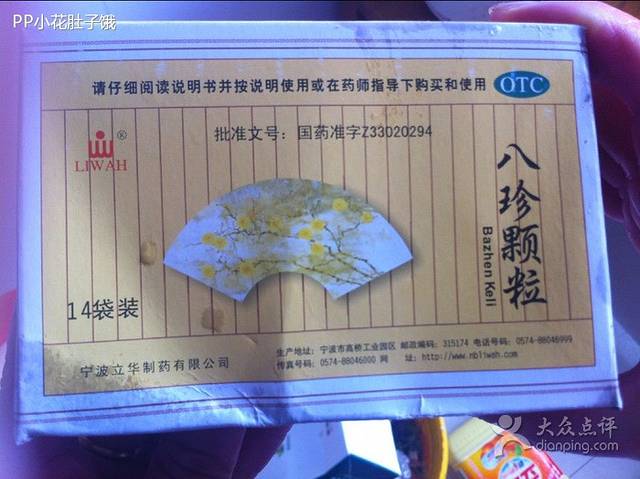 PP小花肚子饿
请仔细阅读说明书并按说明使用或在药师指导下购买和使用
OTC
批准文号：国药准字Z33020294
LIWAH®
八珍颗粒
Bazhen Keli
14袋装
宁波立华制药有限公司
生产地址：宁波市高桥工业园区 邮政编码：315174 电话号码：0574-88046999
传真号码：0574-88046000 网 址：http://www.nbliwah.com
大众点评
dianping.com